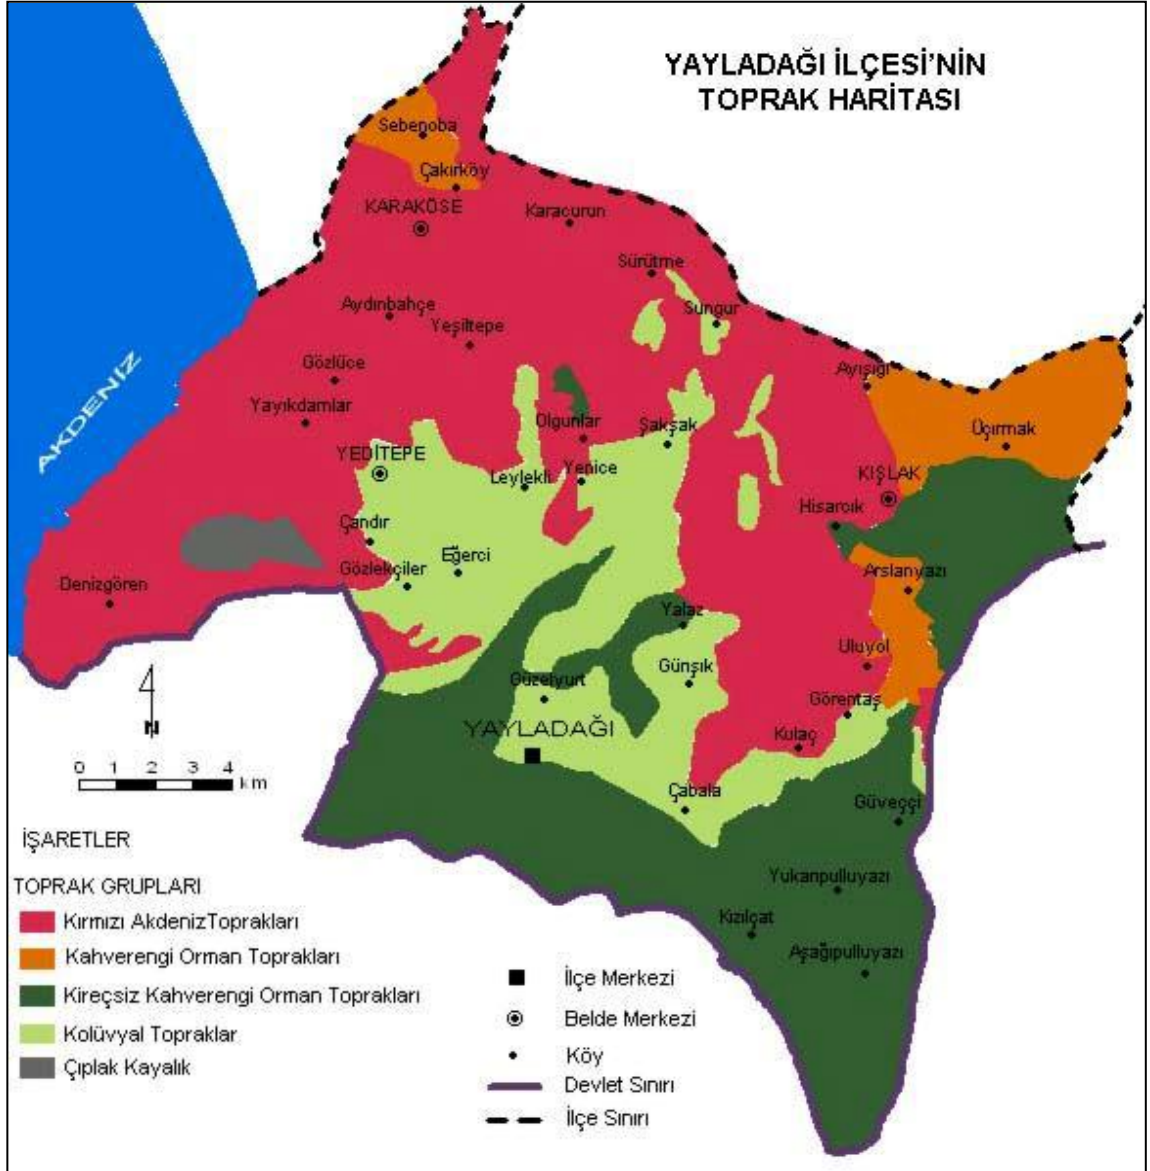 YAYLADAĞI İLÇESİ'NİN
TOPRAK HARİTASI
Sebenoba
Çakırköy
KARAKÖSE
Karacurun
Sürütme
Aydınbahçe
Sungur
Yeşiltepe
Gözlüce
Ayışığı
Yayıkdamlar
AKDENİZ
Olgunlar
Şakşak
Üçırmak
YEDİTEPE
Leylekli
Yenice
KIŞLAK
Hisarcık
Çandır
Eğerci
Gözlekçiler
Arslanyazı
Denizgören
Yalaz
Uluyol
Günşık
Güzelyurt
Görentaş
YAYLADAĞI
Kulaç
N
0 1 2 3 4
km
Çabala
Güveççi
Yukarıpulluyazı
Kızılçat
Aşağıpulluyazı
İŞARETLER
TOPRAK GRUPLARI
Kırmızı AkdenizToprakları
Kahverengi Orman Toprakları
Kireçsiz Kahverengi Orman Toprakları
Kolüvyal Topraklar
Çıplak Kayalık
İlçe Merkezi
Belde Merkezi
Köy
Devlet Sınırı
İlçe Sınırı